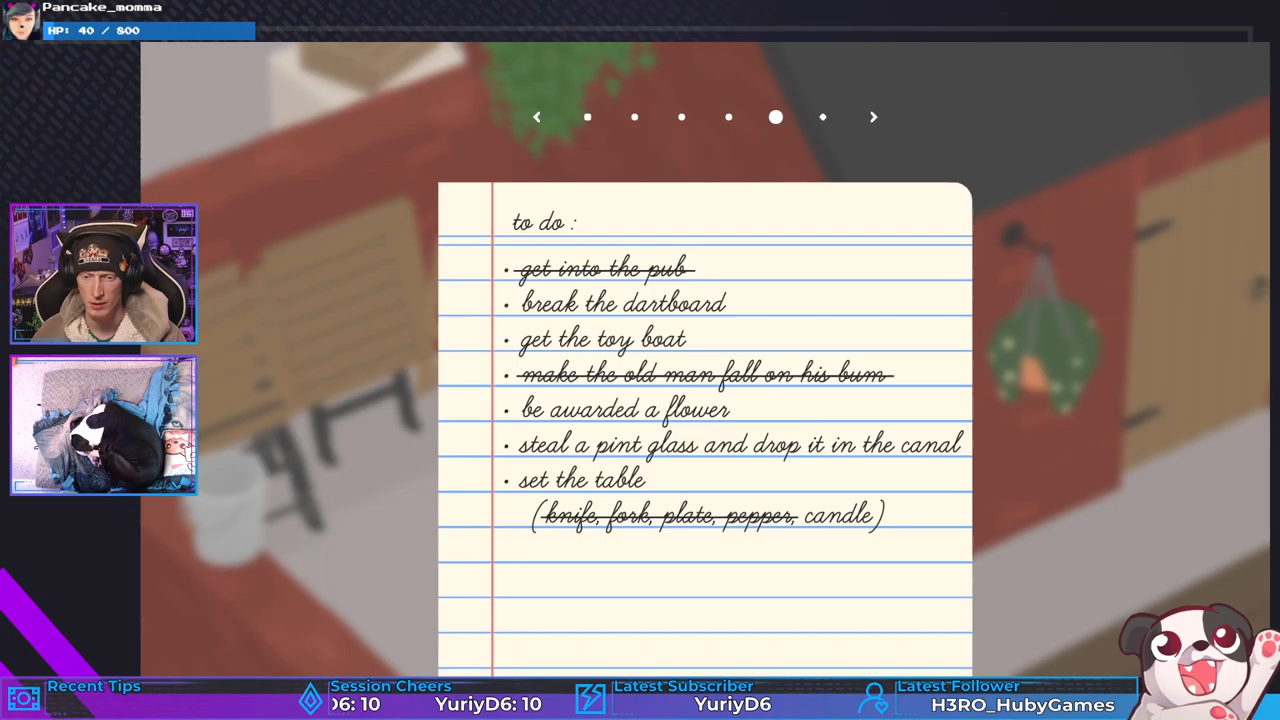 Pancake_momma
HP: 40 / 800
to do :
• get into the pub
• break the dartboard
• get the toy boat
• make the old man fall on his bum
• be awarded a flower
• steal a pint glass and drop it in the canal
• set the table
(knife, fork, plate, pepper, candle)
Recent Tips
Session Cheers
YuriyD6: 10
Latest Subscriber
YuriyD6
Latest Follower
H3RO_HubyGames